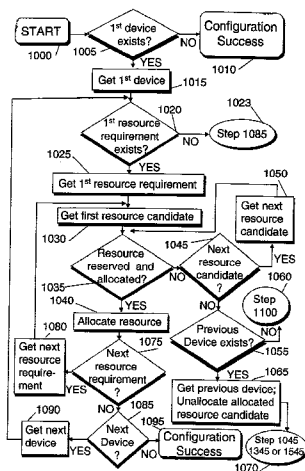 START
1000
1st device
exists?
1005
NO
Configuration
Success
1010
YES
Get 1st device
1015
1st resource
requirement
exists?
1020
NO
1023
Step 1085
1025
YES
Get 1st resource requirement
Get first resource candidate
1030
1050
Get next
resource
candidate
Resource
reserved and
allocated?
1035
NO
1045
Next
resource
candidate
?
YES
1060
Step
1100
NO
YES
1040
Allocate resource
NO
Previous
Device exists?
1055
1080
Get next
resource
require-
ment
1075
Next
resource
requirement
?
YES
YES
1065
Get previous device;
Unallocate allocated
resource candidate
NO
1085
1090
Get next
device
YES
Next
Device
?
1095
NO
Configuration
Success
Step 1045
1345 or 1545
1070